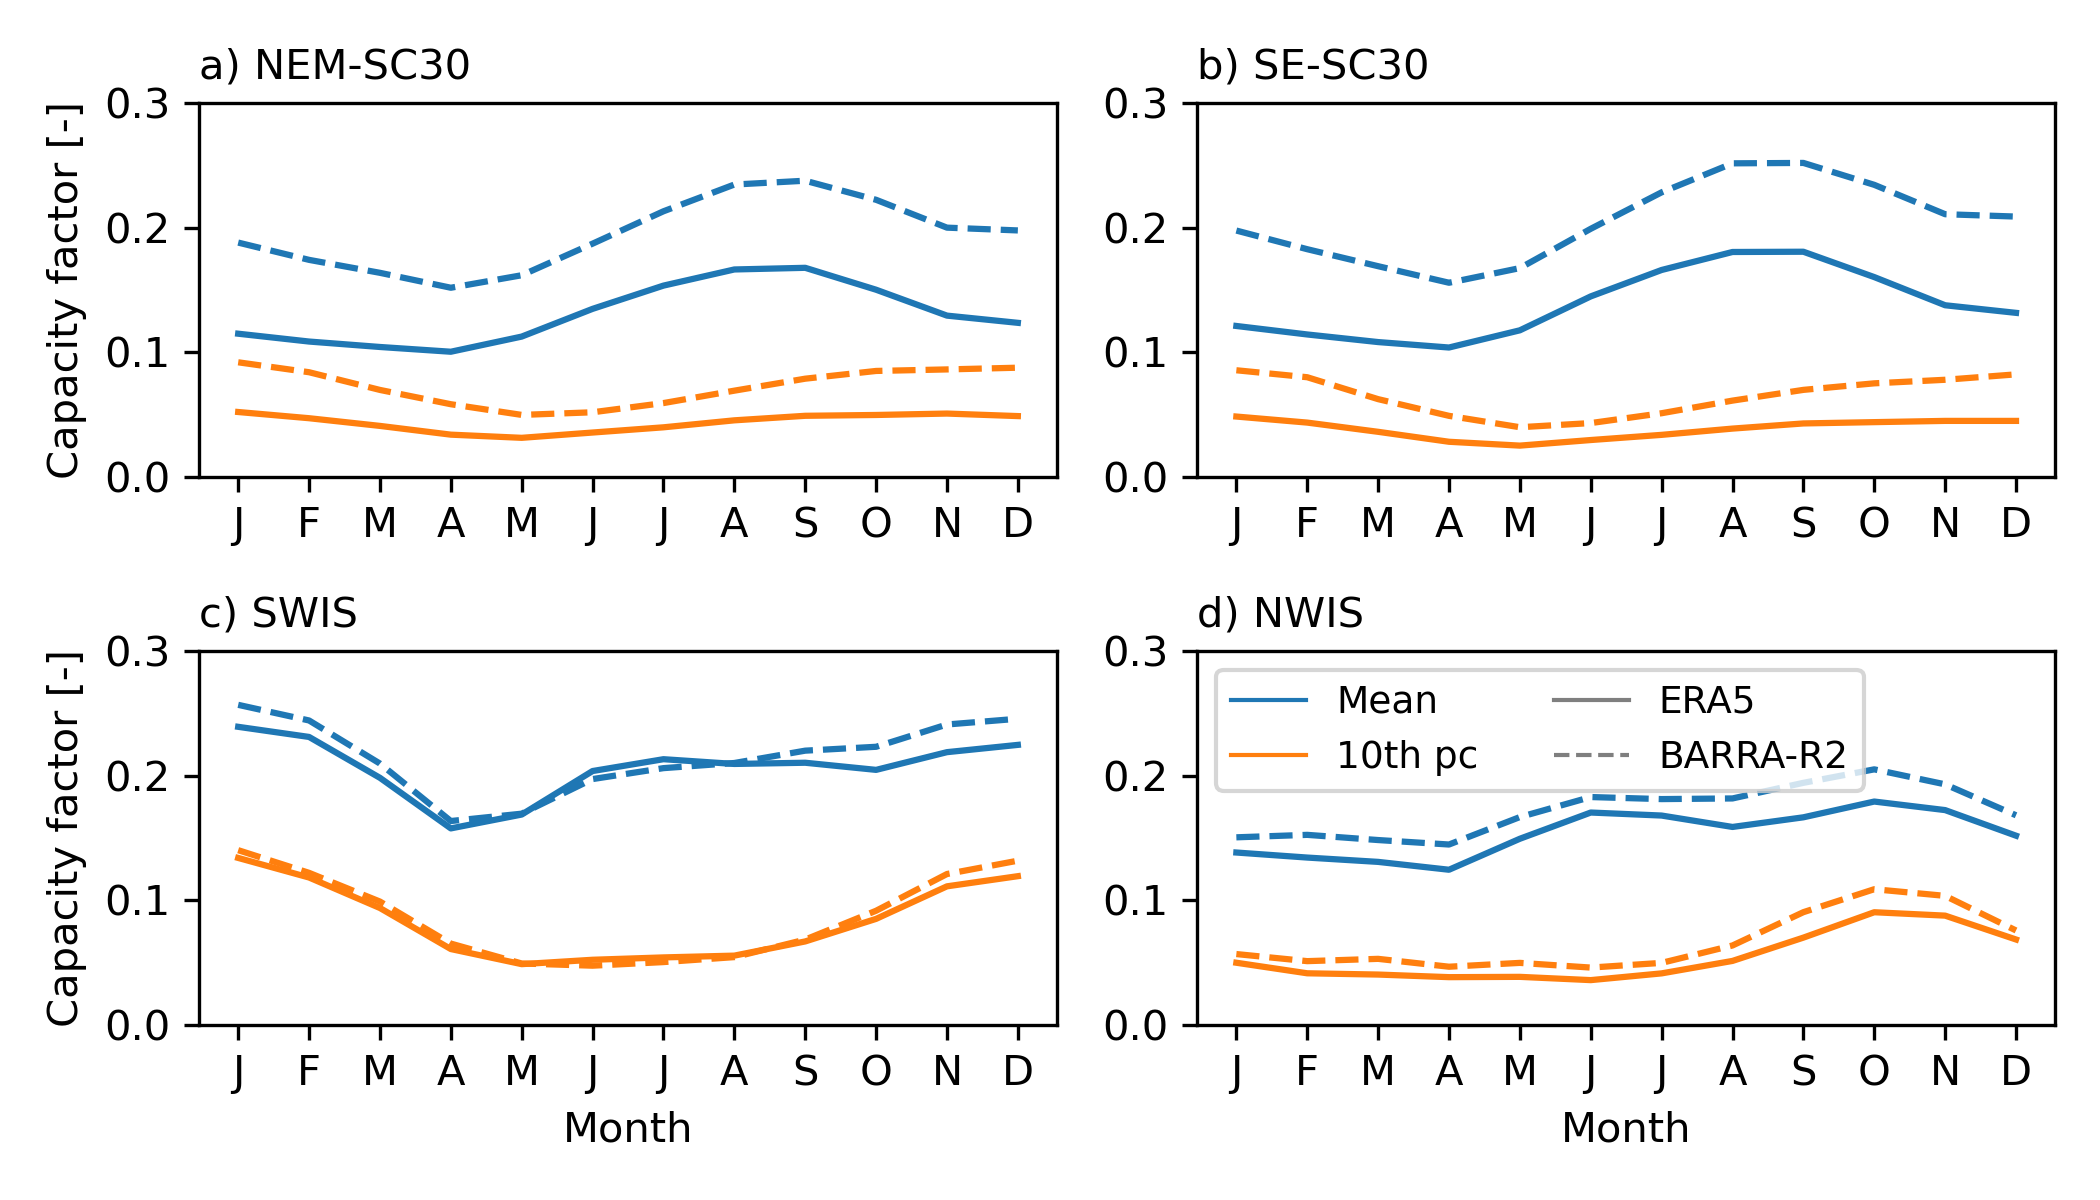 a) NEM-SC30
b) SE-SC30
Capacity factor [-]
0.3
0.2
0.1
0.0
J F M A M J J A S O N D
0.3
0.2
0.1
0.0
J F M A M J J A S O N D
c) SWIS
d) NWIS
Capacity factor [-]
0.3
0.2
0.1
0.0
J F M A M J J A S O N D
Month
0.3
0.2
0.1
0.0
Mean
10th pc
ERA5
BARRA-R2
J F M A M J J A S O N D
Month